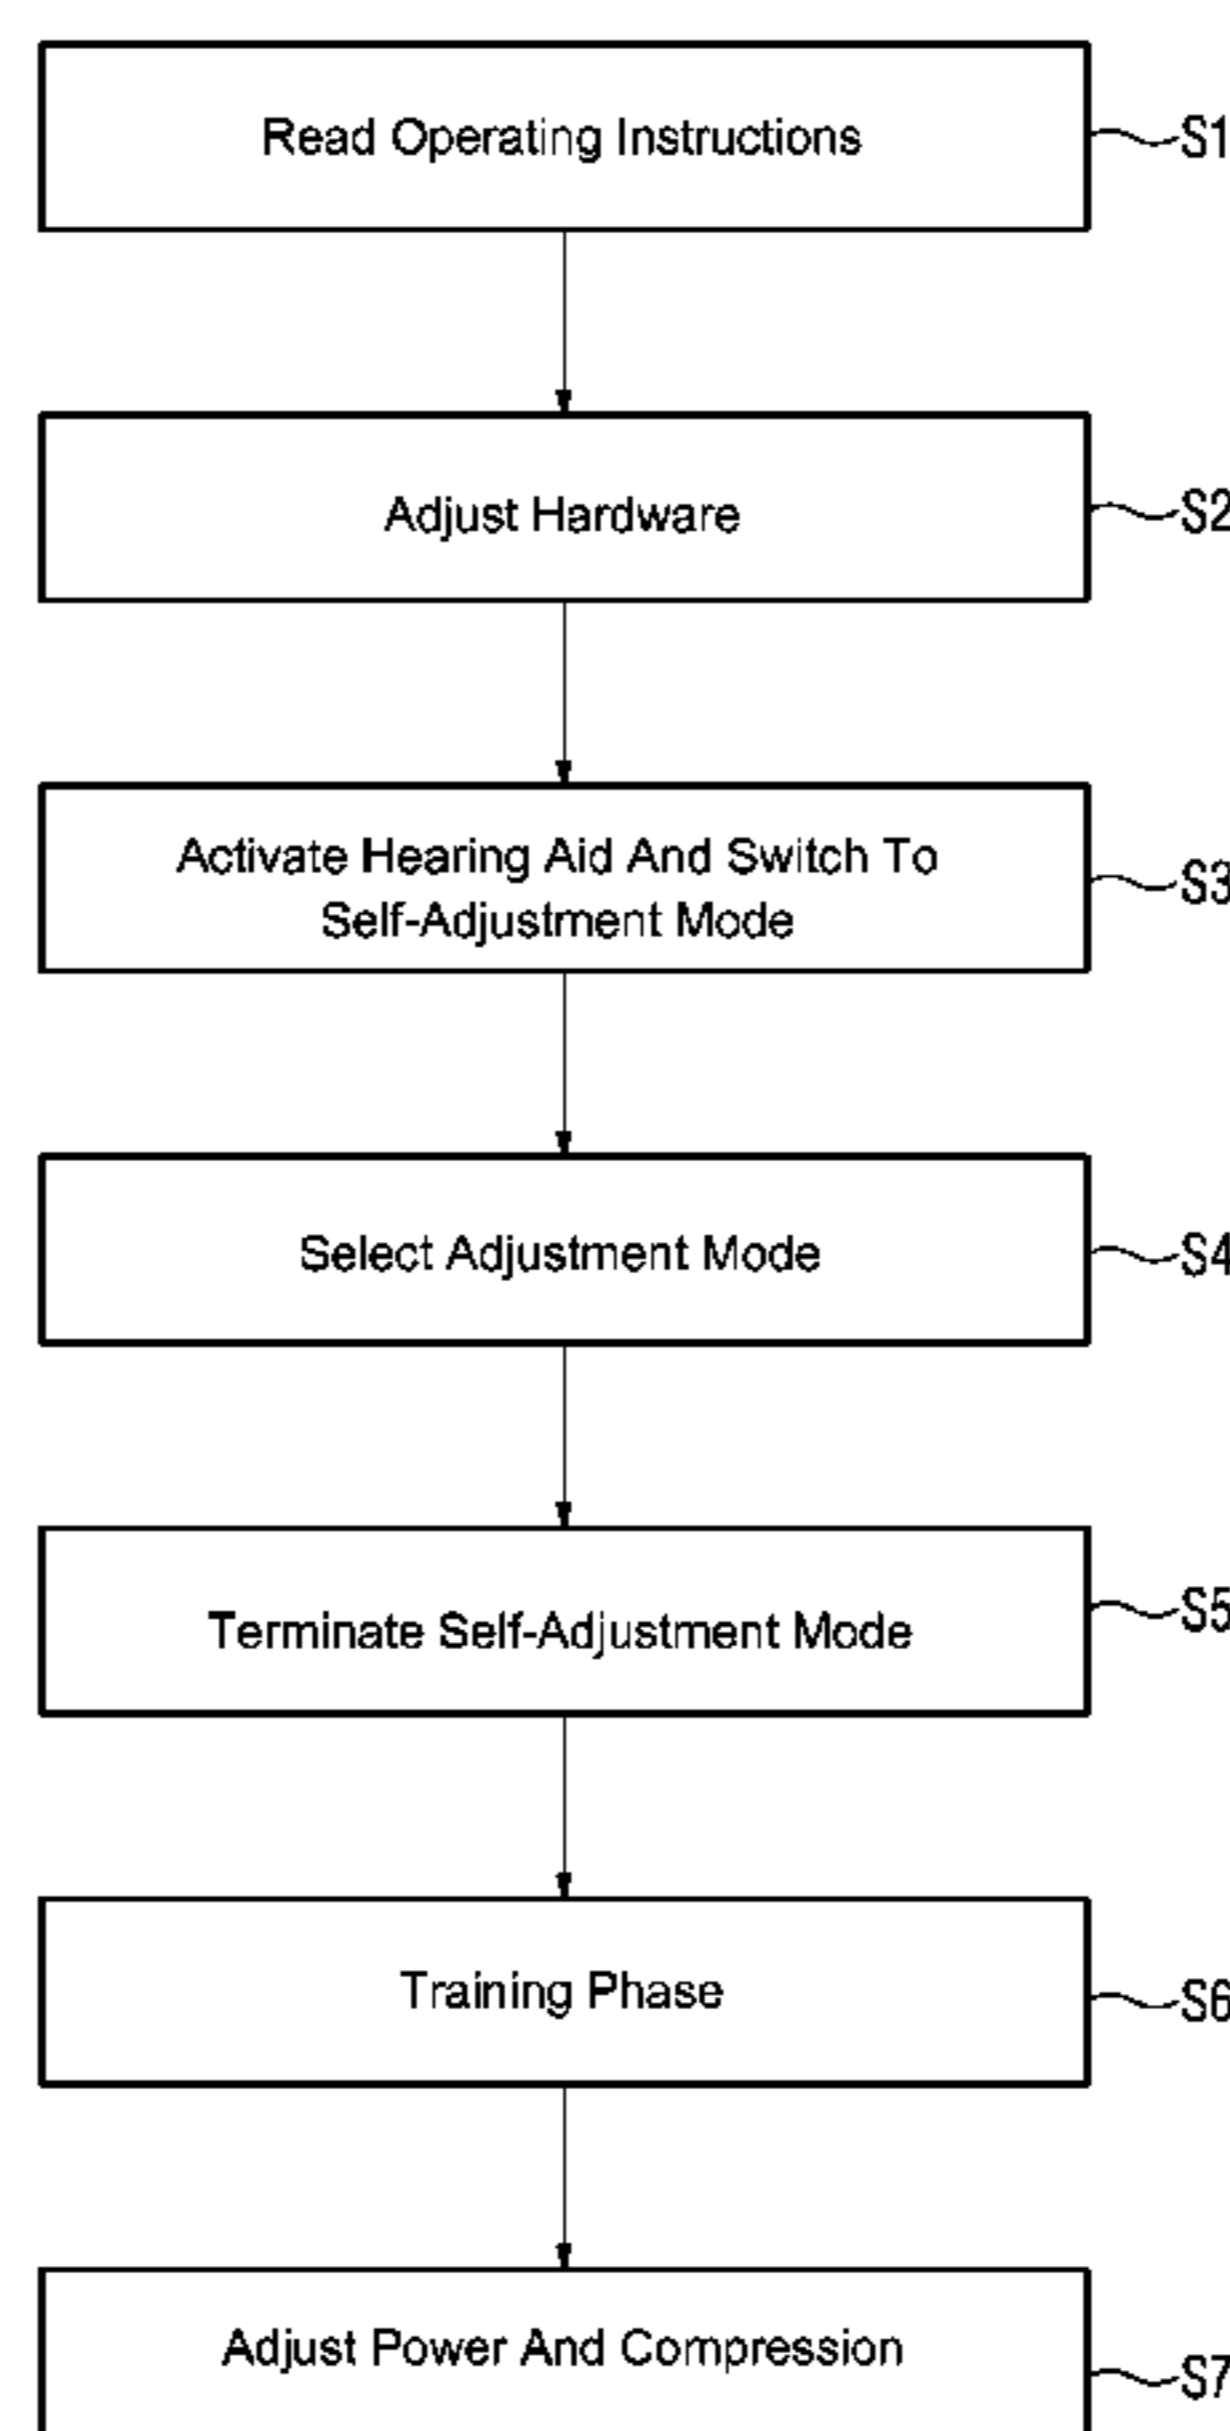 Read Operating Instructions
S1
Adjust Hardware
S2
Activate Hearing Aid And Switch To
Self-Adjustment Mode
S3
Select Adjustment Mode
S4
Terminate Self-Adjustment Mode
S5
Training Phase
S6
Adjust Power And Compression
S7